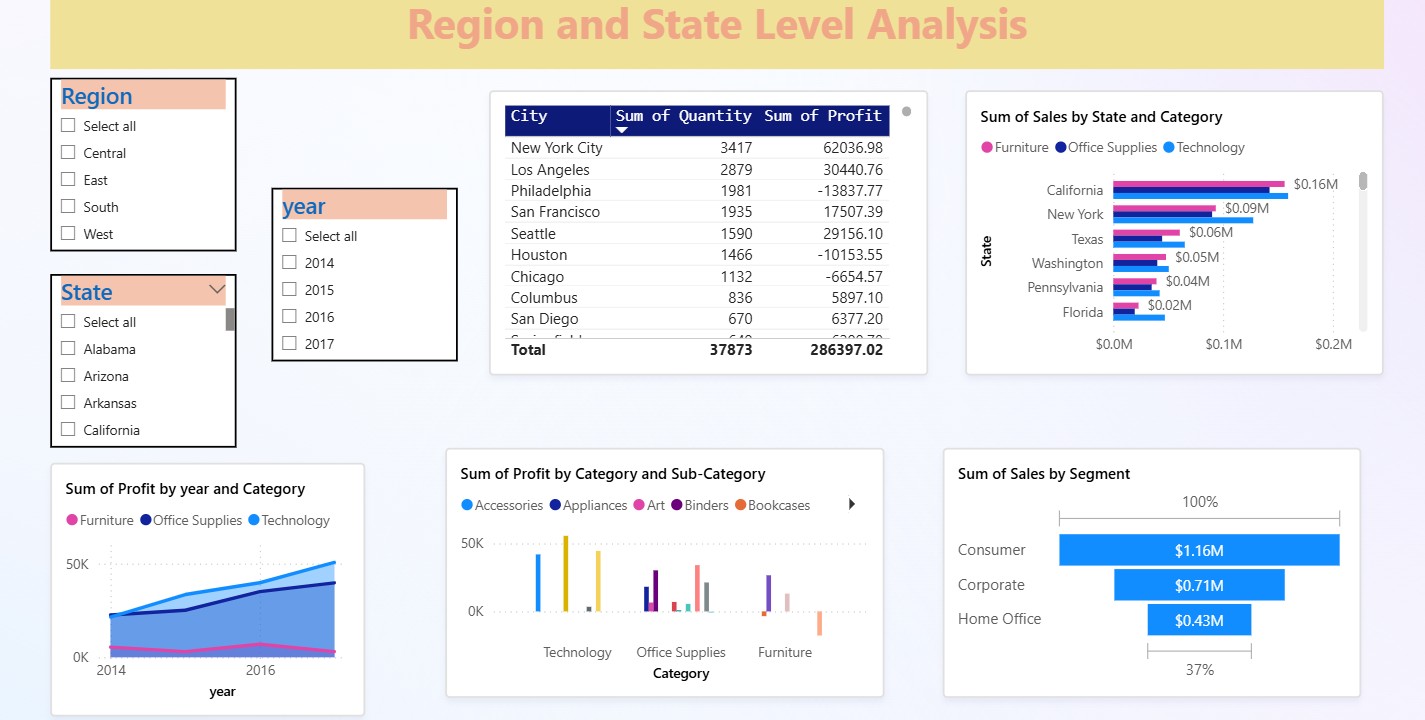 Region and State Level Analysis
Region
Select all
Central
East
South
West
State
Select all
Alabama
Arizona
Arkansas
California
year
Select all
2014
2015
2016
2017
City Sum of Quantity Sum of Profit
New York City 3417 62036.98
Los Angeles 2879 30440.76
Philadelphia 1981 -13837.77
San Francisco 1935 17507.39
Seattle 1590 29156.10
Houston 1466 -10153.55
Chicago 1132 -6654.57
Columbus 836 5897.10
San Diego 670 6377.20
Total 37873 286397.02
Sum of Sales by State and Category
Furniture Office Supplies Technology
State
California $0.16M
New York $0.09M
Texas $0.06M
Washington $0.05M
Pennsylvania $0.04M
Florida $0.02M
$0.0M $0.1M $0.2M
Sum of Profit by year and Category
Furniture Office Supplies Technology
50K
0K
2014 2016
year
Sum of Profit by Category and Sub-Category
Accessories Appliances Art Binders Bookcases
50K
0K
Technology Office Supplies Furniture
Category
Sum of Sales by Segment
100%
Consumer $1.16M
Corporate $0.71M
Home Office $0.43M
37%